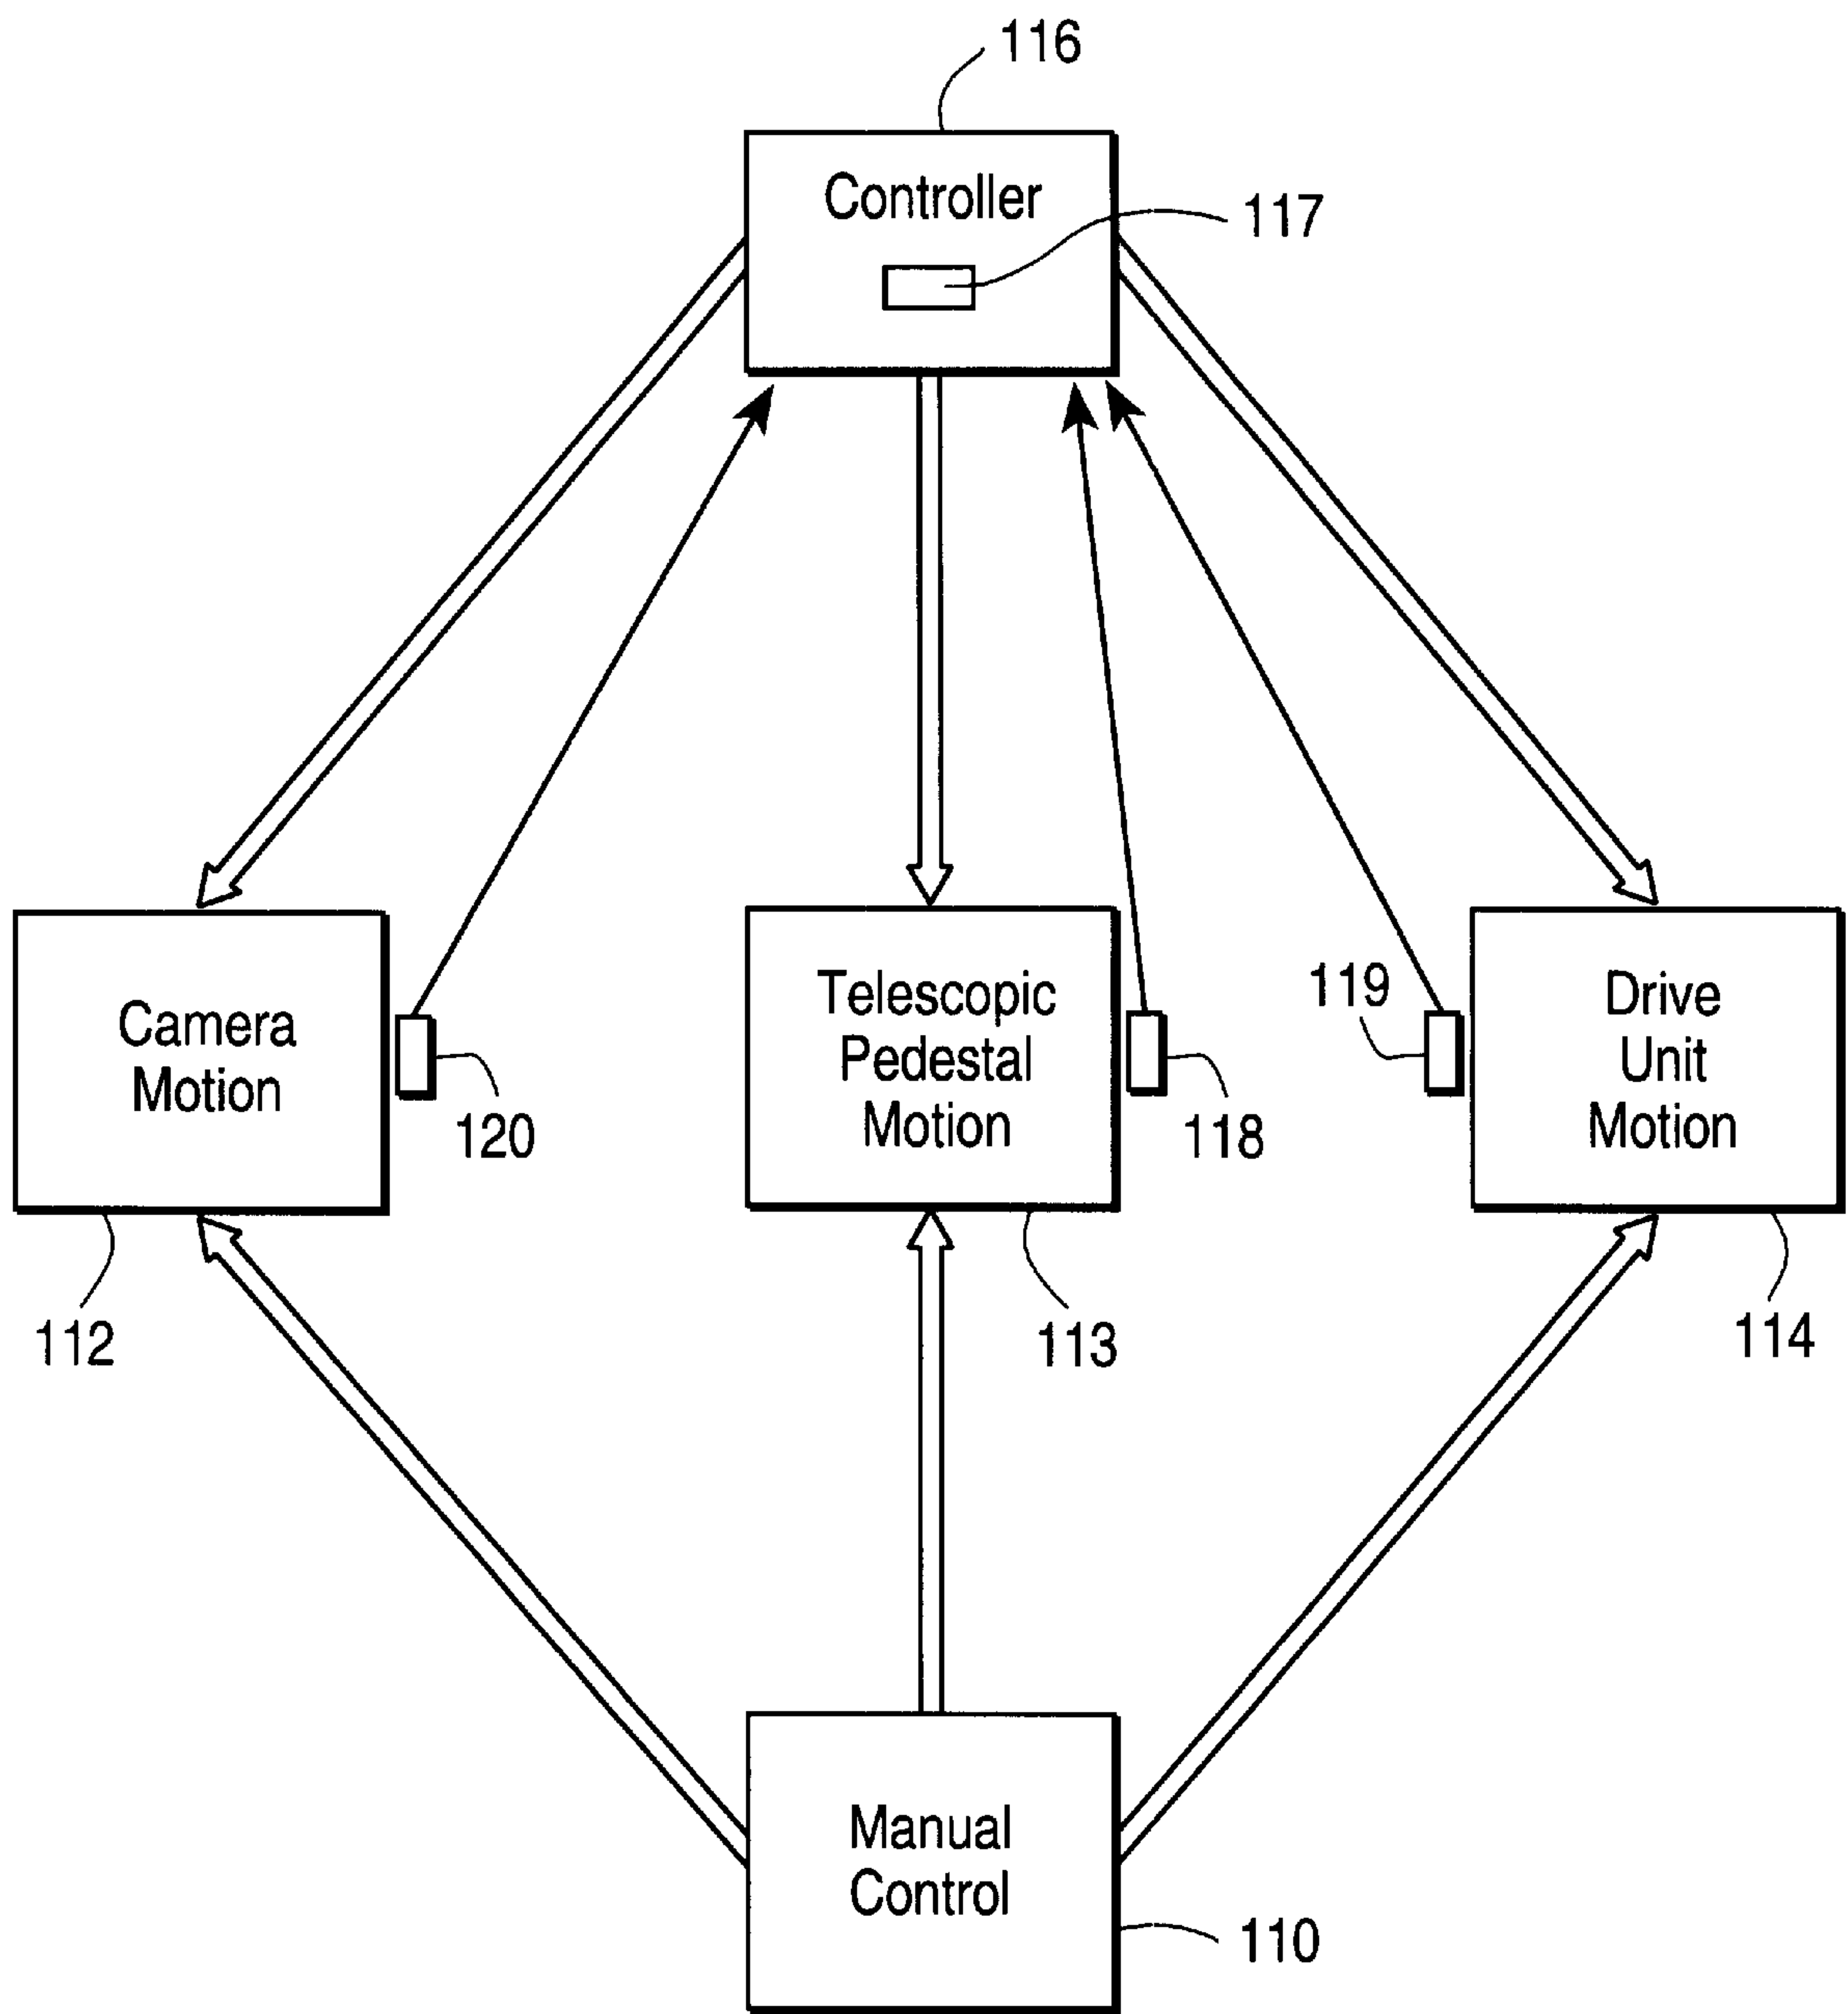 116
Controller
117
Camera
Motion
120
Telescopic
Pedestal
Motion
118
119
Drive
Unit
Motion
112
113
114
Manual
Control
110